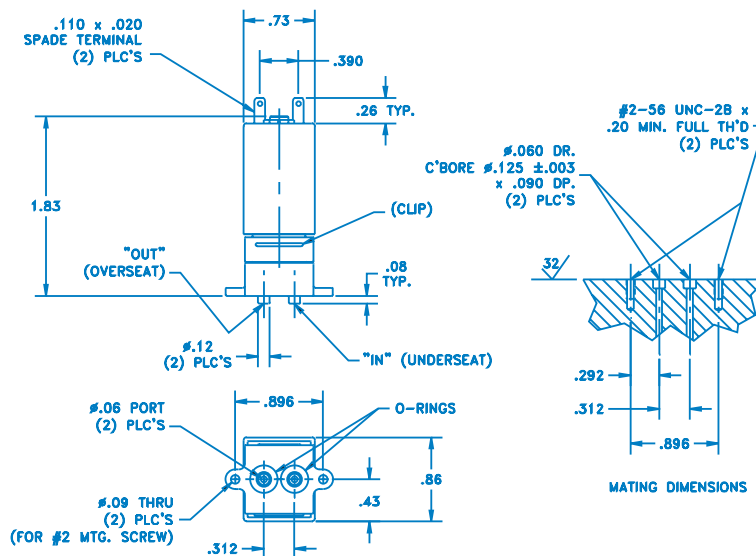 .110 x .020
SPADE TERMINAL
(2) PLC'S
.73
.390
.26 TYP.
1.83
(CLIP)
"OUT"
(OVERSEAT)
.08
TYP.
ø.12
(2) PLC'S
"IN" (UNDERSEAT)
#2-56 UNC-28 x
.20 MIN. FULL TH'D
(2) PLC'S
ø.060 DR.
C'BORE ø.125 ±.003
x .090 DP.
(2) PLC'S
32
.292
.312
.896
MATING DIMENSIONS
ø.06 PORT
(2) PLC'S
.896
O-RINGS
.86
.43
ø.09 THRU
(2) PLC'S
(FOR #2 MTG. SCREW)
.312